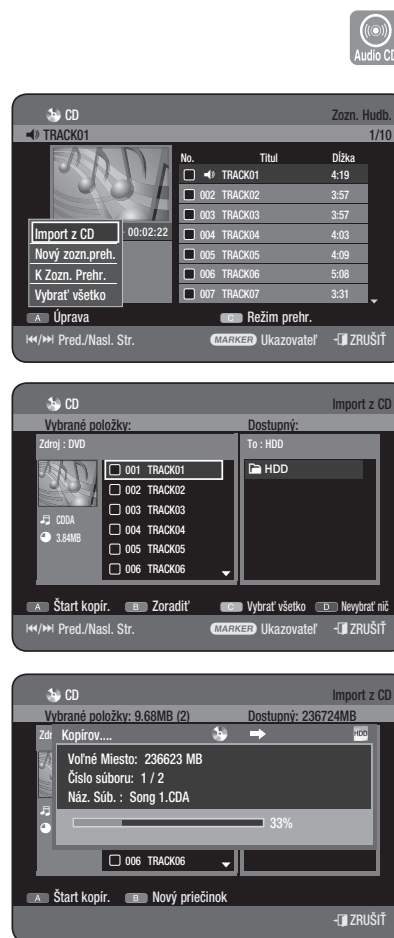 Audio CD
CD Zozn. Hudb.
TRACK01 1/10
No. Titul Dĺžka
TRACK01 4:19
002 TRACK02 3:57
003 TRACK03 3:57
Import z CD 00:02:22 004 TRACK04 4:03
Nový zozn.preh. 005 TRACK05 4:09
K Zozn. Prehr. 006 TRACK06 5:08
Vybrať všetko 007 TRACK07 3:31
A Úprava C Režim prehr.
Pred./Nasl. Str. MARKER Ukazovateľ ZRUŠIŤ
CD Import z CD
Vybrané položky: Dostupný:
Zdroj : DVD To : HDD
001 TRACK01 HDD
002 TRACK02
003 TRACK03
CDDA
004 TRACK04
3.84MB
005 TRACK05
006 TRACK06
A Štart kopír. B Zoradiť C Vybrať všetko D Nevybrať nič
Pred./Nasl. Str. MARKER Ukazovateľ ZRUŠIŤ
CD Import z CD
Vybrané položky: 9.68MB (2) Dostupný: 236724MB
Zdr Kopírov.... HDD
Voľné Miesto: 236623 MB
Číslo súboru: 1 / 2
Náz. Súb. : Song 1.CDA
33%
006 TRACK06
A Štart kopír. B Nový priečinok
ZRUŠIŤ